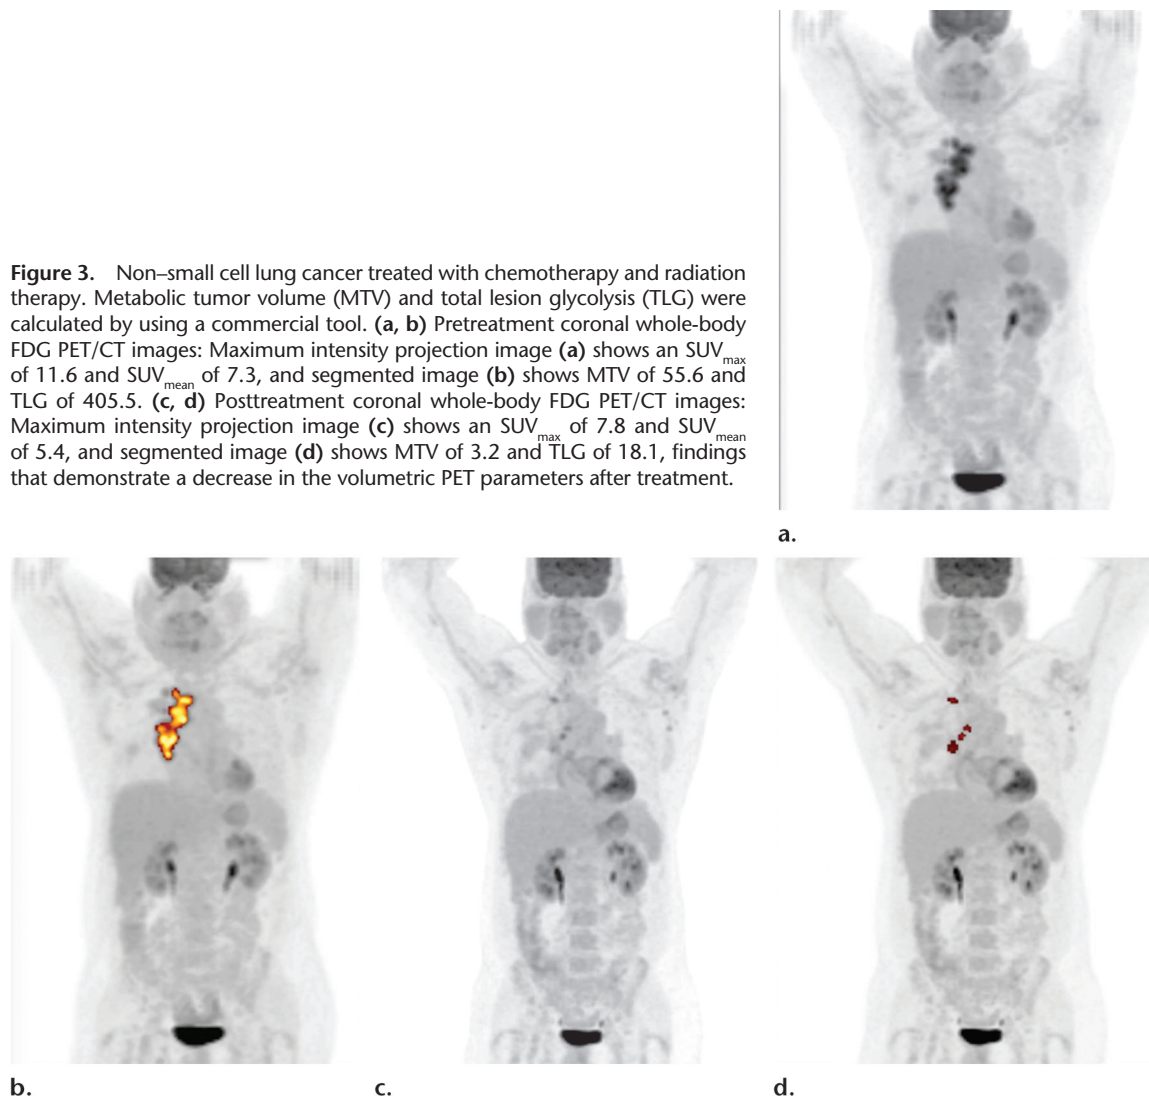 Figure 3. Non–small cell lung cancer treated with chemotherapy and radiation
therapy. Metabolic tumor volume (MTV) and total lesion glycolysis (TLG) were
calculated by using a commercial tool. (a, b) Pretreatment coronal whole-body
FDG PET/CT images: Maximum intensity projection image (a) shows an SUVmax
of 11.6 and SUVmean of 7.3, and segmented image (b) shows MTV of 55.6 and
TLG of 405.5. (c, d) Posttreatment coronal whole-body FDG PET/CT images:
Maximum intensity projection image (c) shows an SUVmax of 7.8 and SUVmean
of 5.4, and segmented image (d) shows MTV of 3.2 and TLG of 18.1, findings
that demonstrate a decrease in the volumetric PET parameters after treatment.
a.
b.
c.
d.